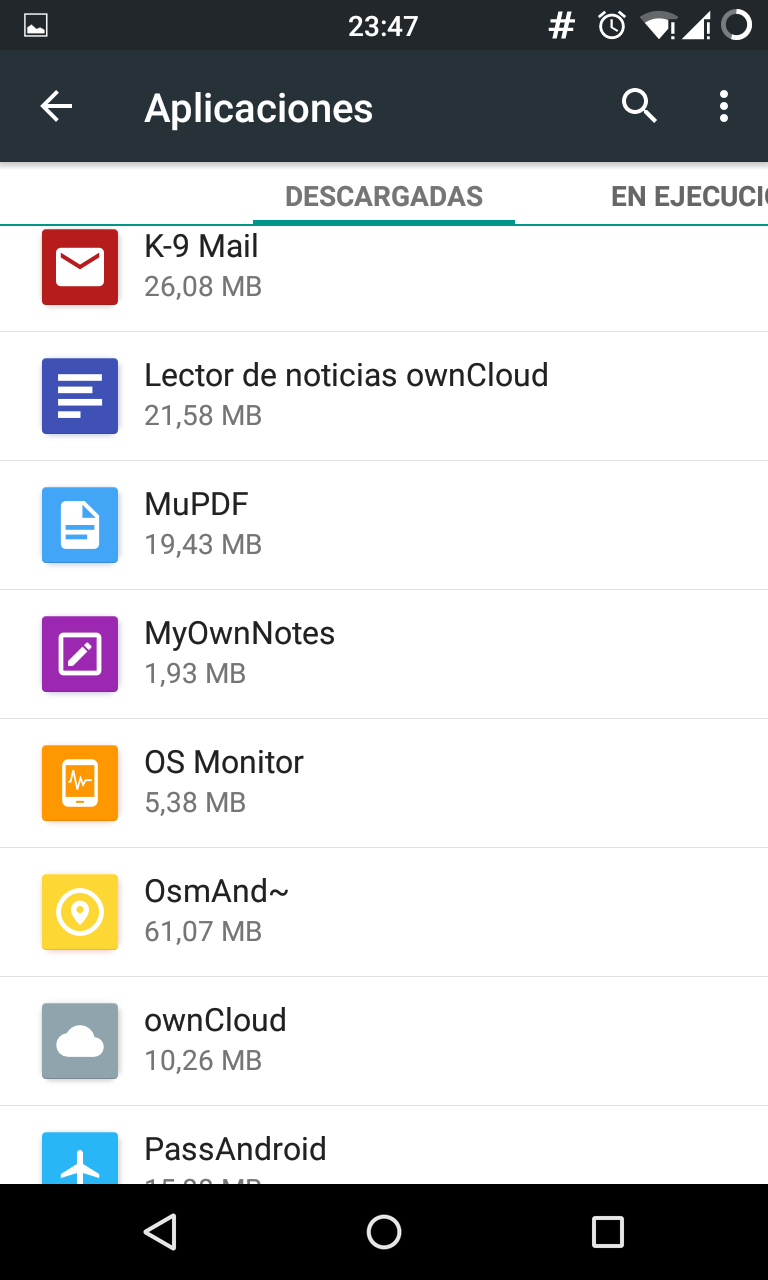 23:47
Aplicaciones
DESCARGADAS
EN EJECUCI
K-9 Mail
26,08 MB
Lector de noticias ownCloud
21,58 MB
MuPDF
19,43 MB
MyOwnNotes
1,93 MB
OS Monitor
5,38 MB
OsmAnd~
61,07 MB
ownCloud
10,26 MB
PassAndroid